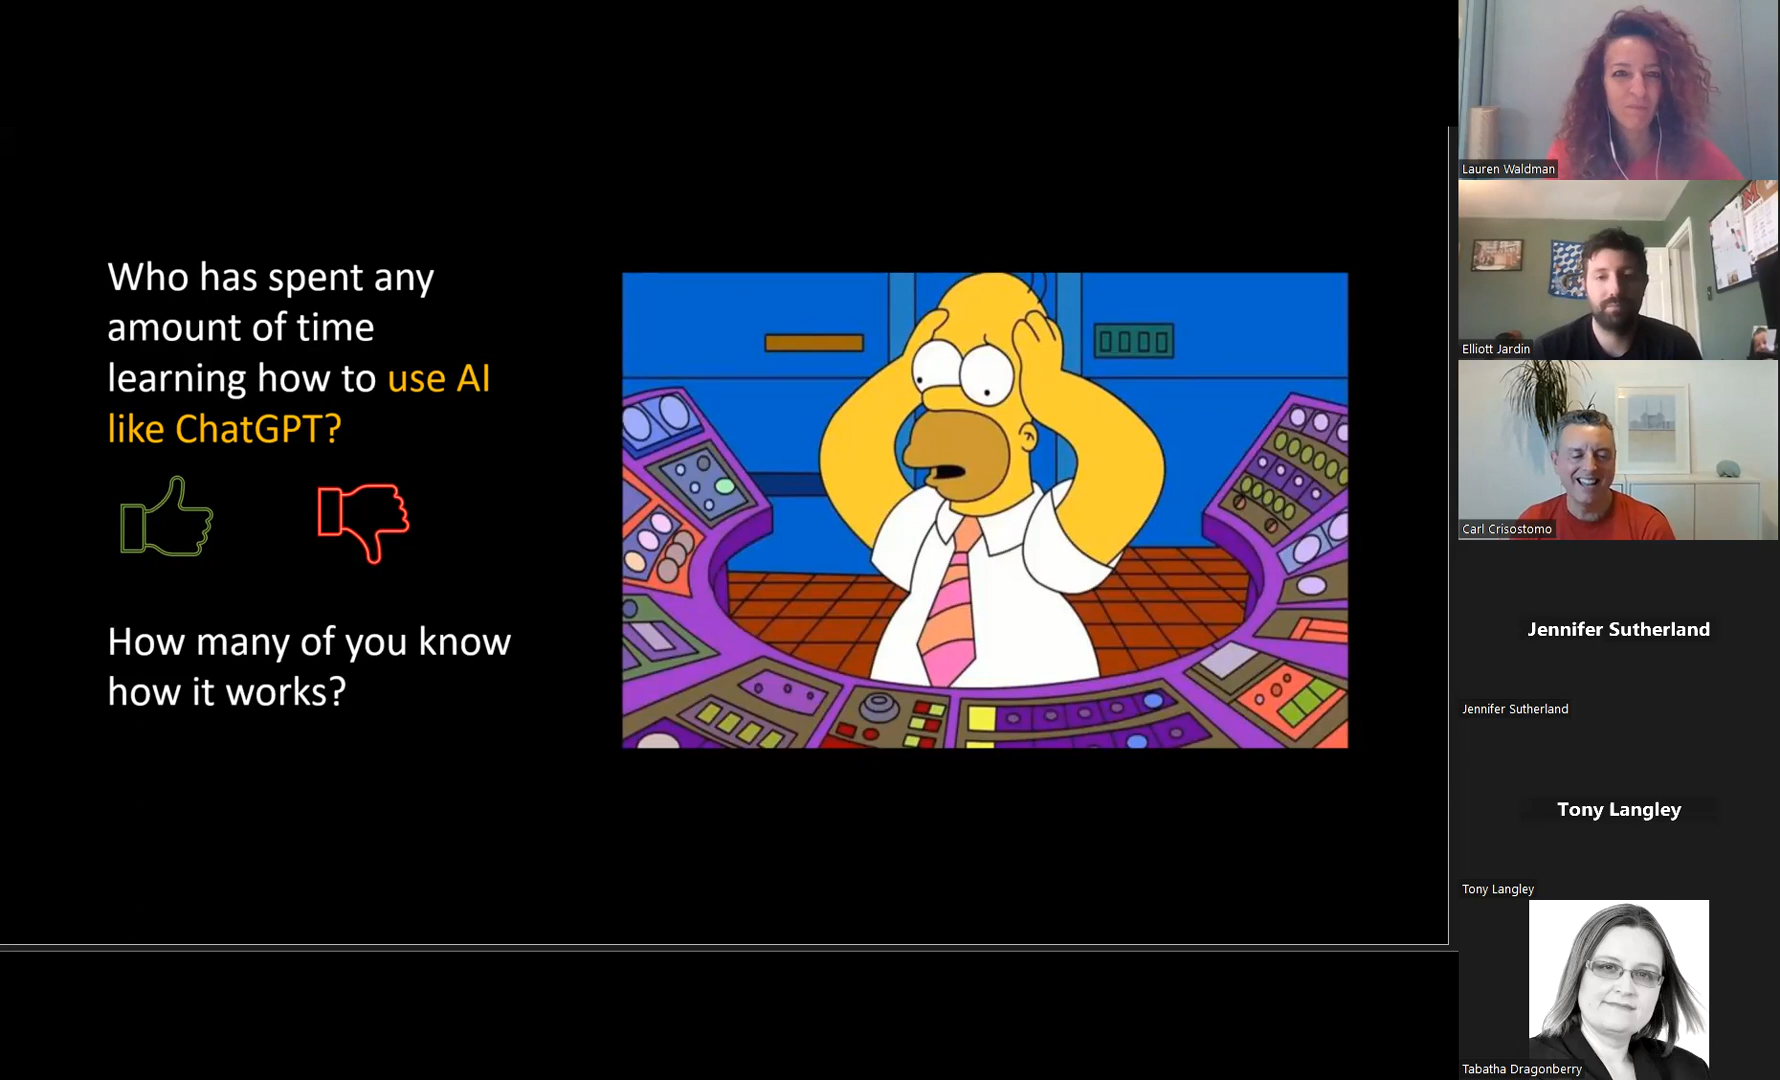 Who has spent any
amount of time
learning how to use AI
like ChatGPT?
How many of you know
how it works?
Lauren Waldman
Elliott Jardin
Carl Crisostomo
Jennifer Sutherland
Jennifer Sutherland
Tony Langley
Tony Langley
Tabatha Dragonberry